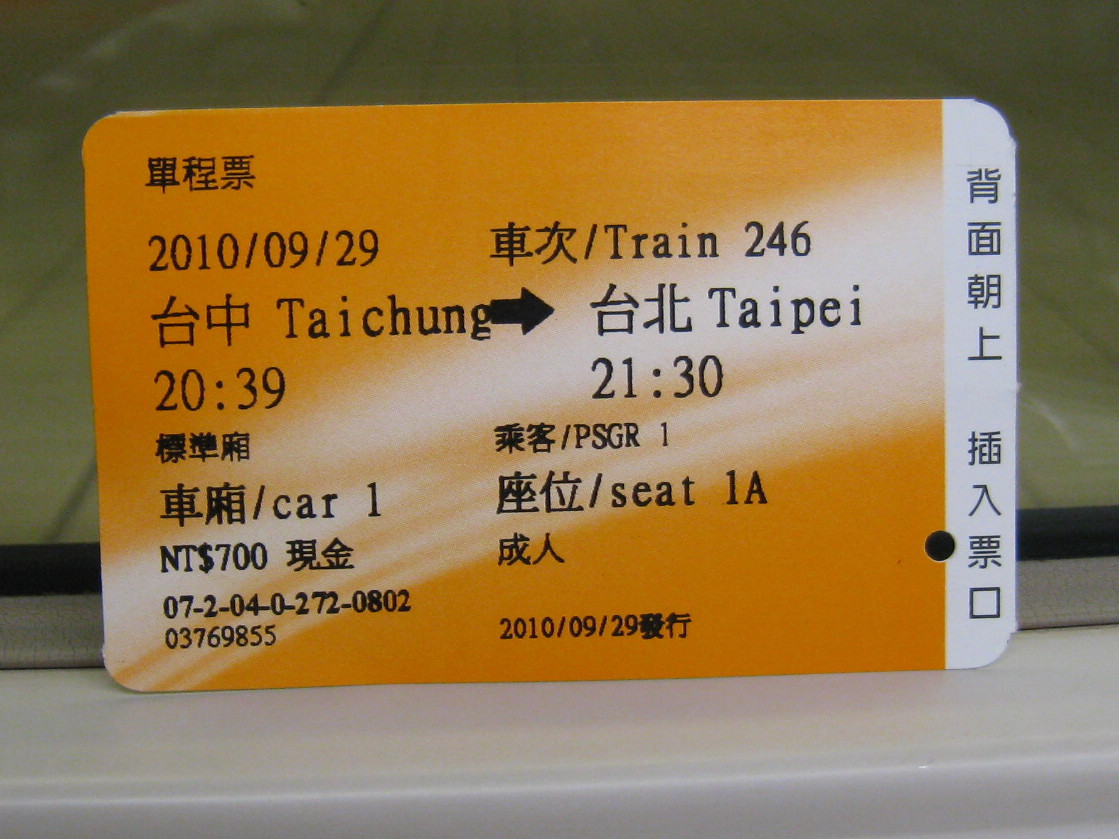 單程票
2010/09/29 車次/Train 246
台中 Taichung➡ 台北 Taipei
20:39 21:30
標準廂 乘客/PSGR 1
車廂/car 1 座位/seat 1A
NT$700 現金 成人
07-2-04-0-272-0802
03769855 2010/09/29發行
背面朝上 插入票口